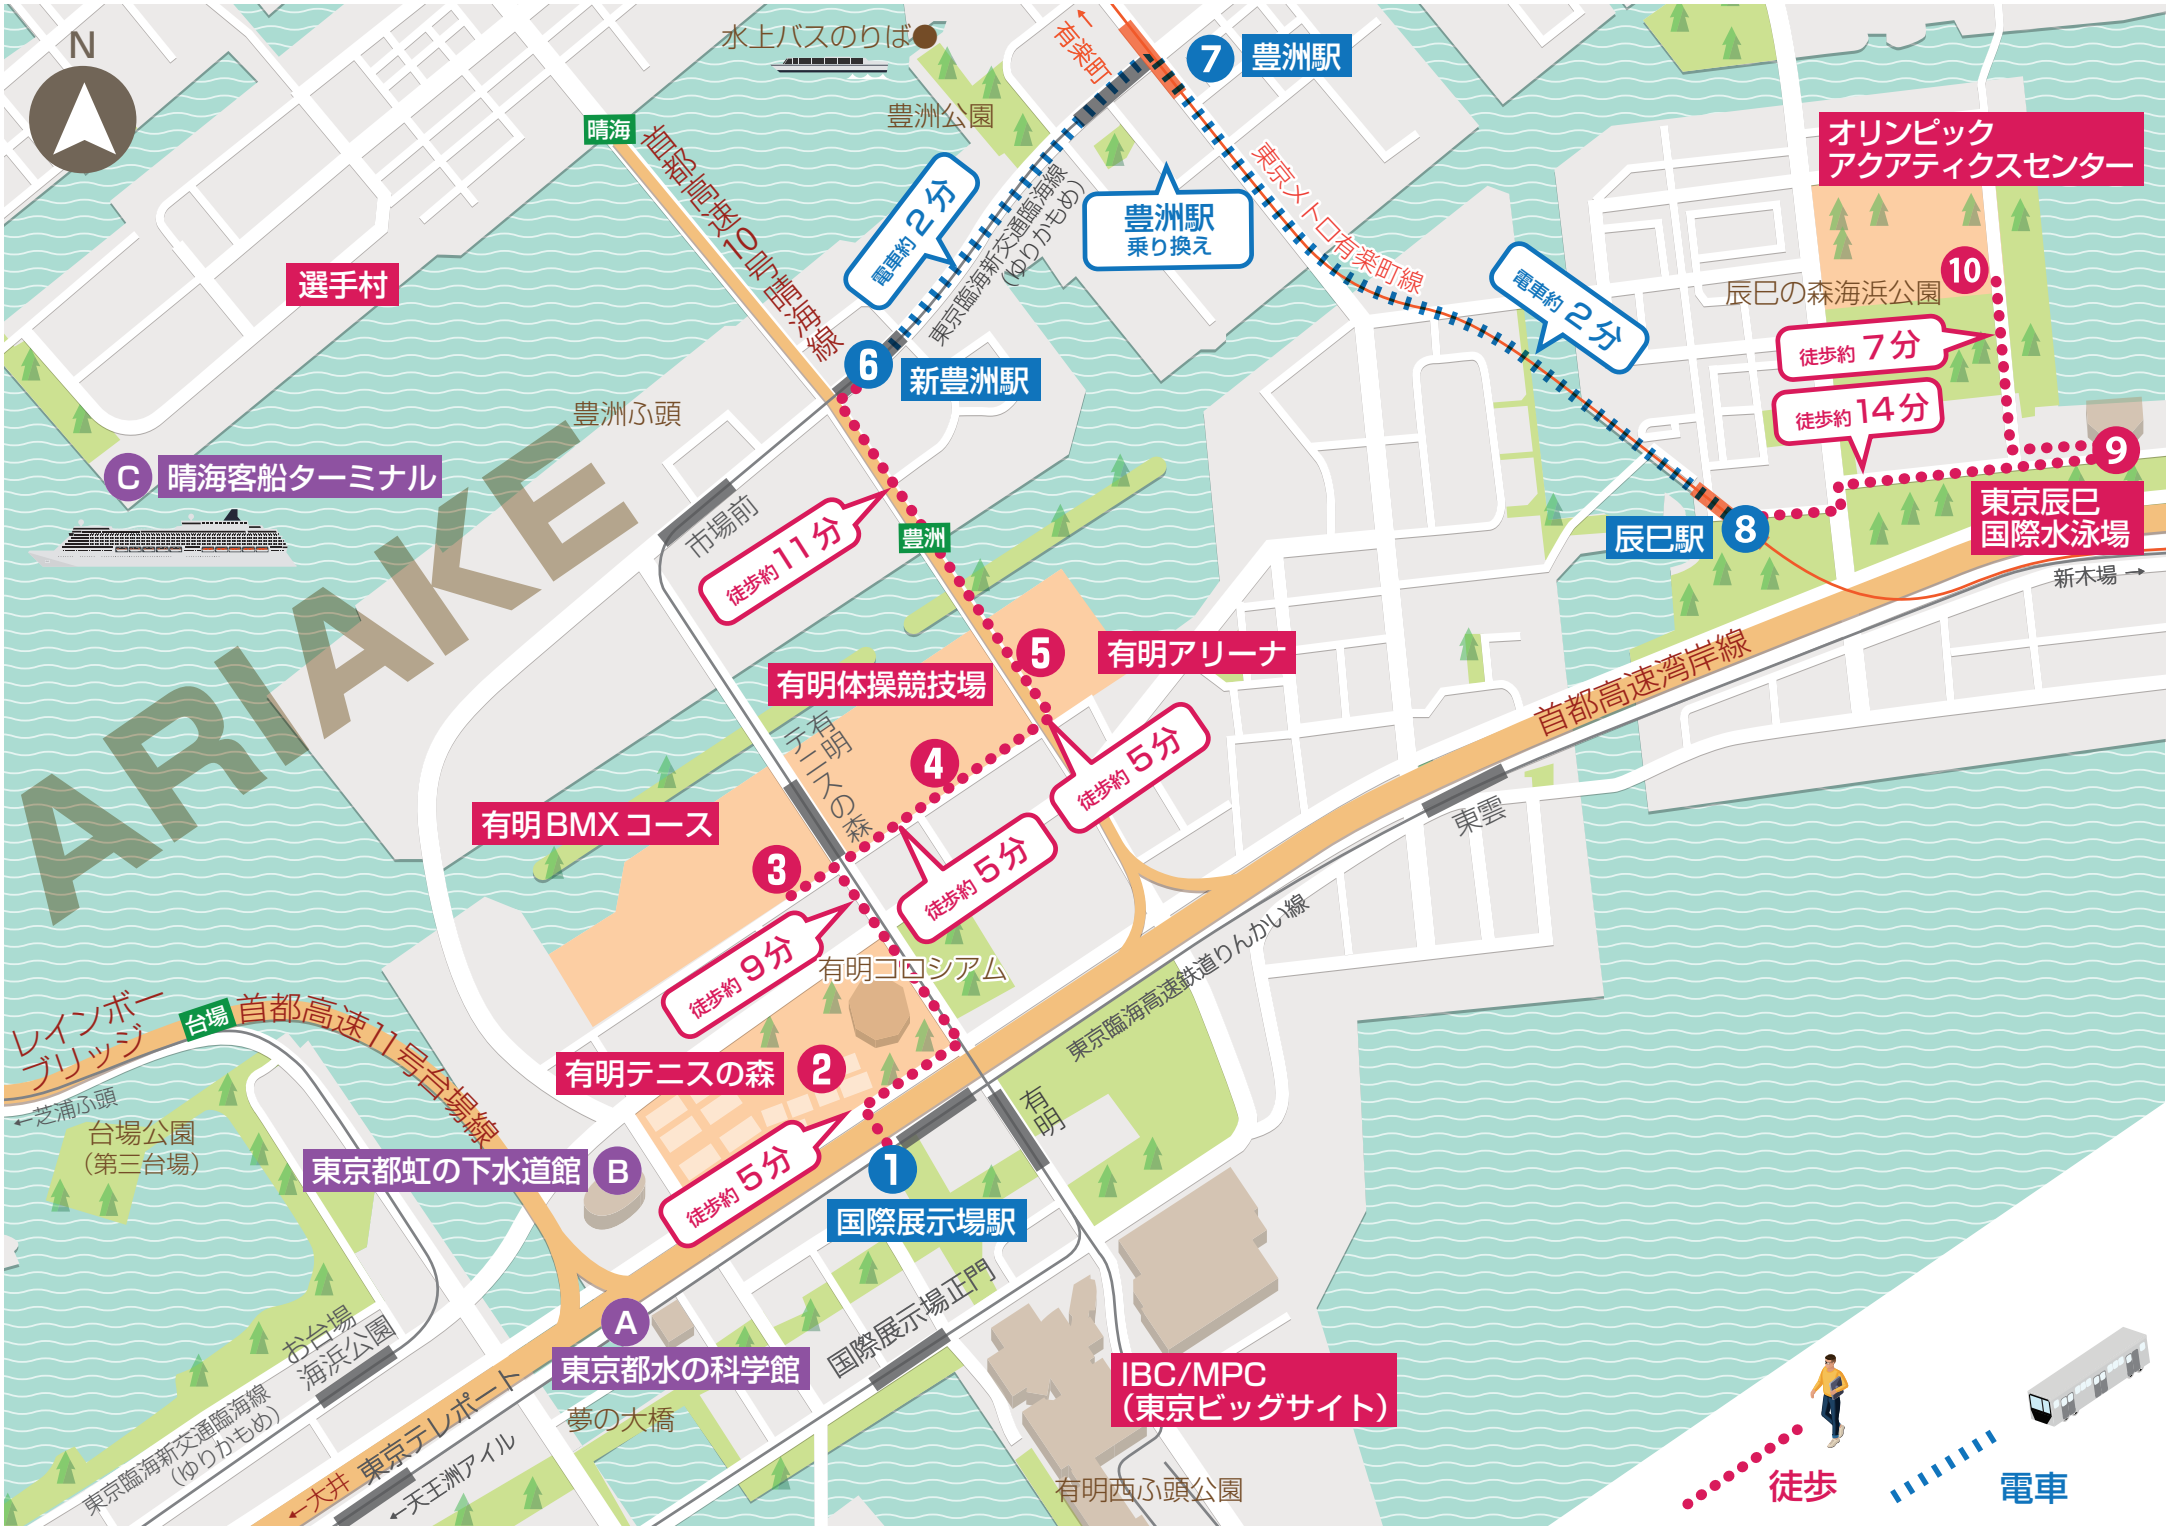 N
水上バスのりば
←有楽町
7
豊洲駅
豊洲公園
晴海
首都高速10号晴海線
オリンピック
アクアティクスセンター
東京メトロ有楽町線
電車約2分
東京臨海新交通臨海線
(ゆりかもめ)
豊洲駅
乗り換え
選手村
10
辰巳の森海浜公園
電車約2分
徒歩約7分
徒歩約14分
6
新豊洲駅
豊洲ふ頭
9
C
晴海客船ターミナル
市場前
徒歩約11分
豊洲
辰巳駅
8
東京辰巳
国際水泳場
新木場→
ARIAKE
5
有明アリーナ
有明体操競技場
首都高速湾岸線
有明
テニスの森
4
徒歩約5分
有明BMXコース
東雲
3
徒歩約5分
徒歩約9分
有明コロシアム
東京臨海高速鉄道りんかい線
レインボー
ブリッジ
台場
首都高速11号台場線
←芝浦ふ頭
有明テニスの森
2
有明
台場公園
(第三台場)
東京都虹の下水道館
B
徒歩約5分
1
国際展示場駅
お台場
海浜公園
A
東京都水の科学館
国際展示場正門
IBC/MPC
(東京ビッグサイト)
夢の大橋
東京臨海新交通臨海線
(ゆりかもめ)
東京テレポート
←大井
←天王洲アイル
有明西ふ頭公園
徒歩
電車